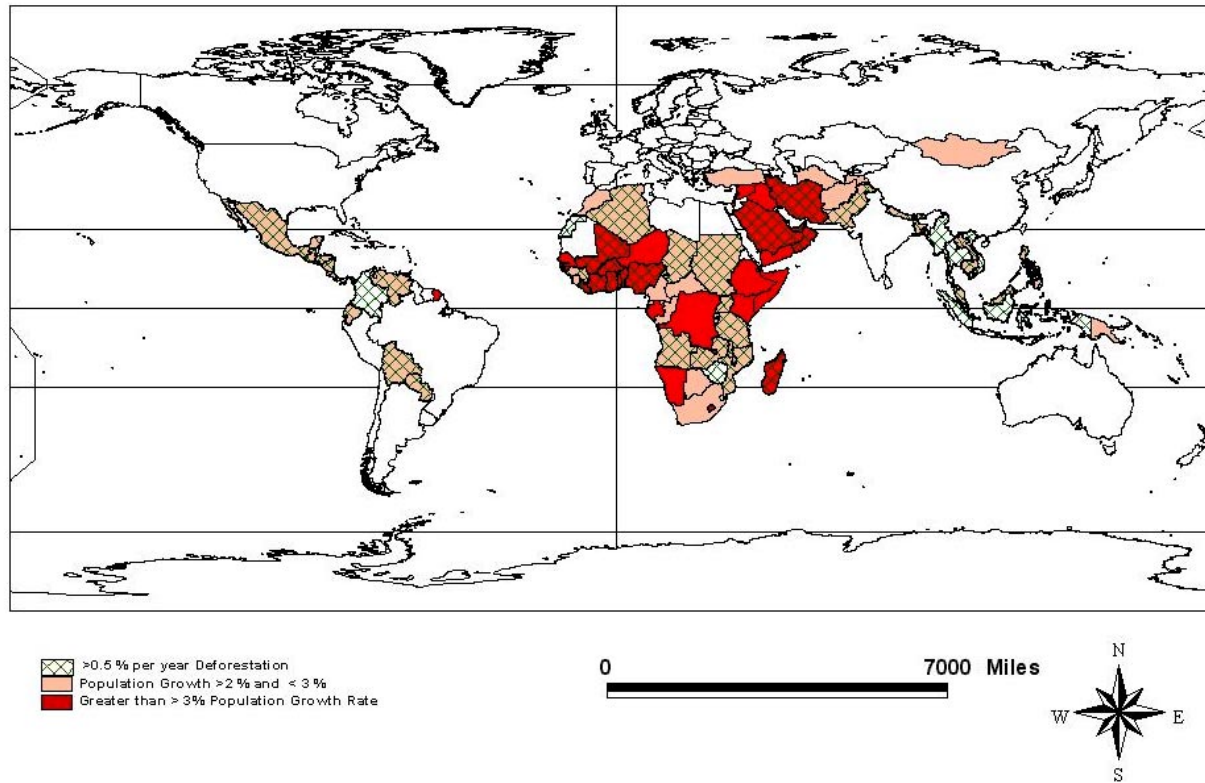 >0.5% per year Deforestation
Population Growth >2% and < 3%
Greater than > 3% Population Growth Rate
0 7000 Miles
N
W E
S